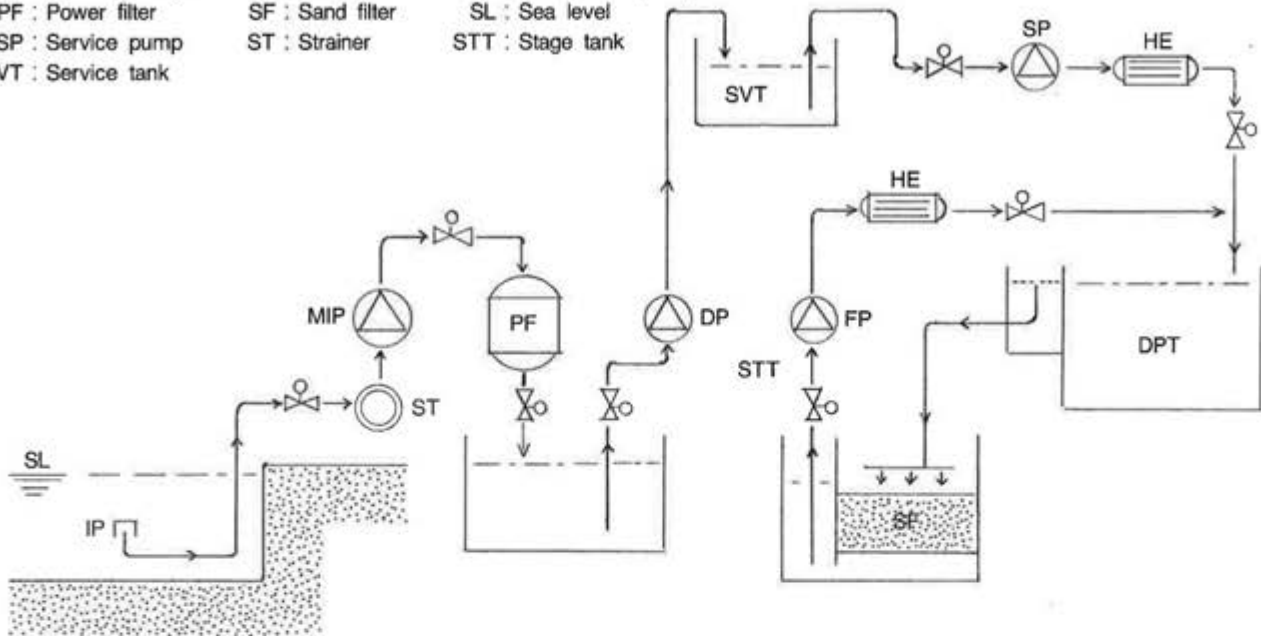 PF : Power filter SF : Sand filter SL : Sea level
SP : Service pump ST : Strainer STT : Stage tank
VT : Service tank
SP
HE
SVT
HE
MIP
PF
DP
FP
DPT
STT
ST
SL
IP
SF